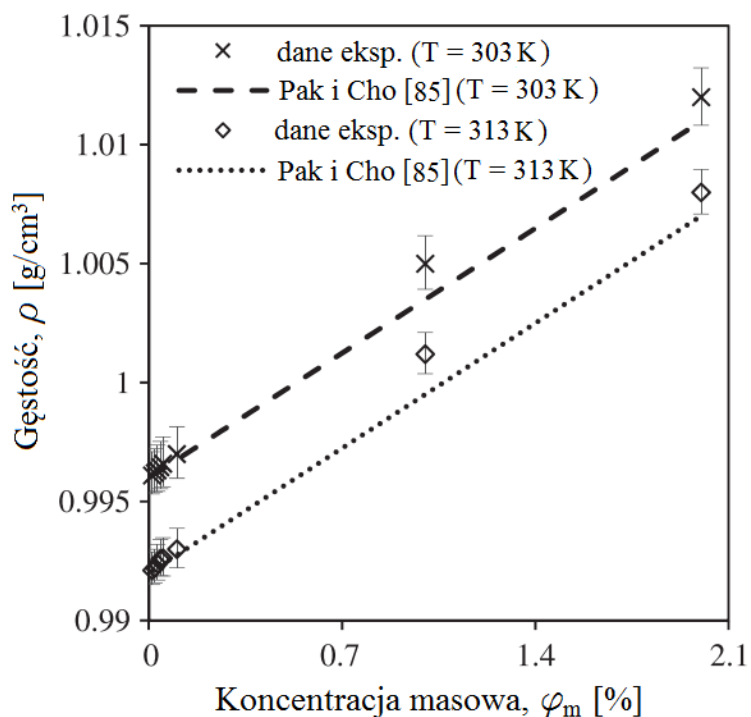 1.015
1.01
1.005
1
0.995
0.99
Gęstość, ρ [g/cm³]
dane eksp. (T = 303 K)
Pak i Cho [85] (T = 303 K)
dane eksp. (T = 313 K)
Pak i Cho [85] (T = 313 K)
0 0.7 1.4 2.1
Koncentracja masowa, φm [%]